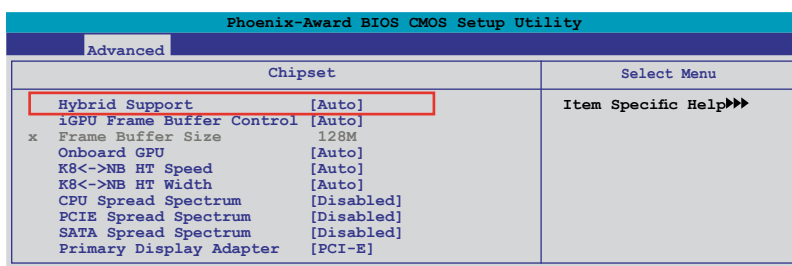 Phoenix-Award BIOS CMOS Setup Utility
Advanced
Chipset
Select Menu
Hybrid Support [Auto]
Item Specific Help▶▶▶
iGPU Frame Buffer Control [Auto]
x Frame Buffer Size 128M
Onboard GPU [Auto]
K8<->NB HT Speed [Auto]
K8<->NB HT Width [Auto]
CPU Spread Spectrum [Disabled]
PCIE Spread Spectrum [Disabled]
SATA Spread Spectrum [Disabled]
Primary Display Adapter [PCI-E]